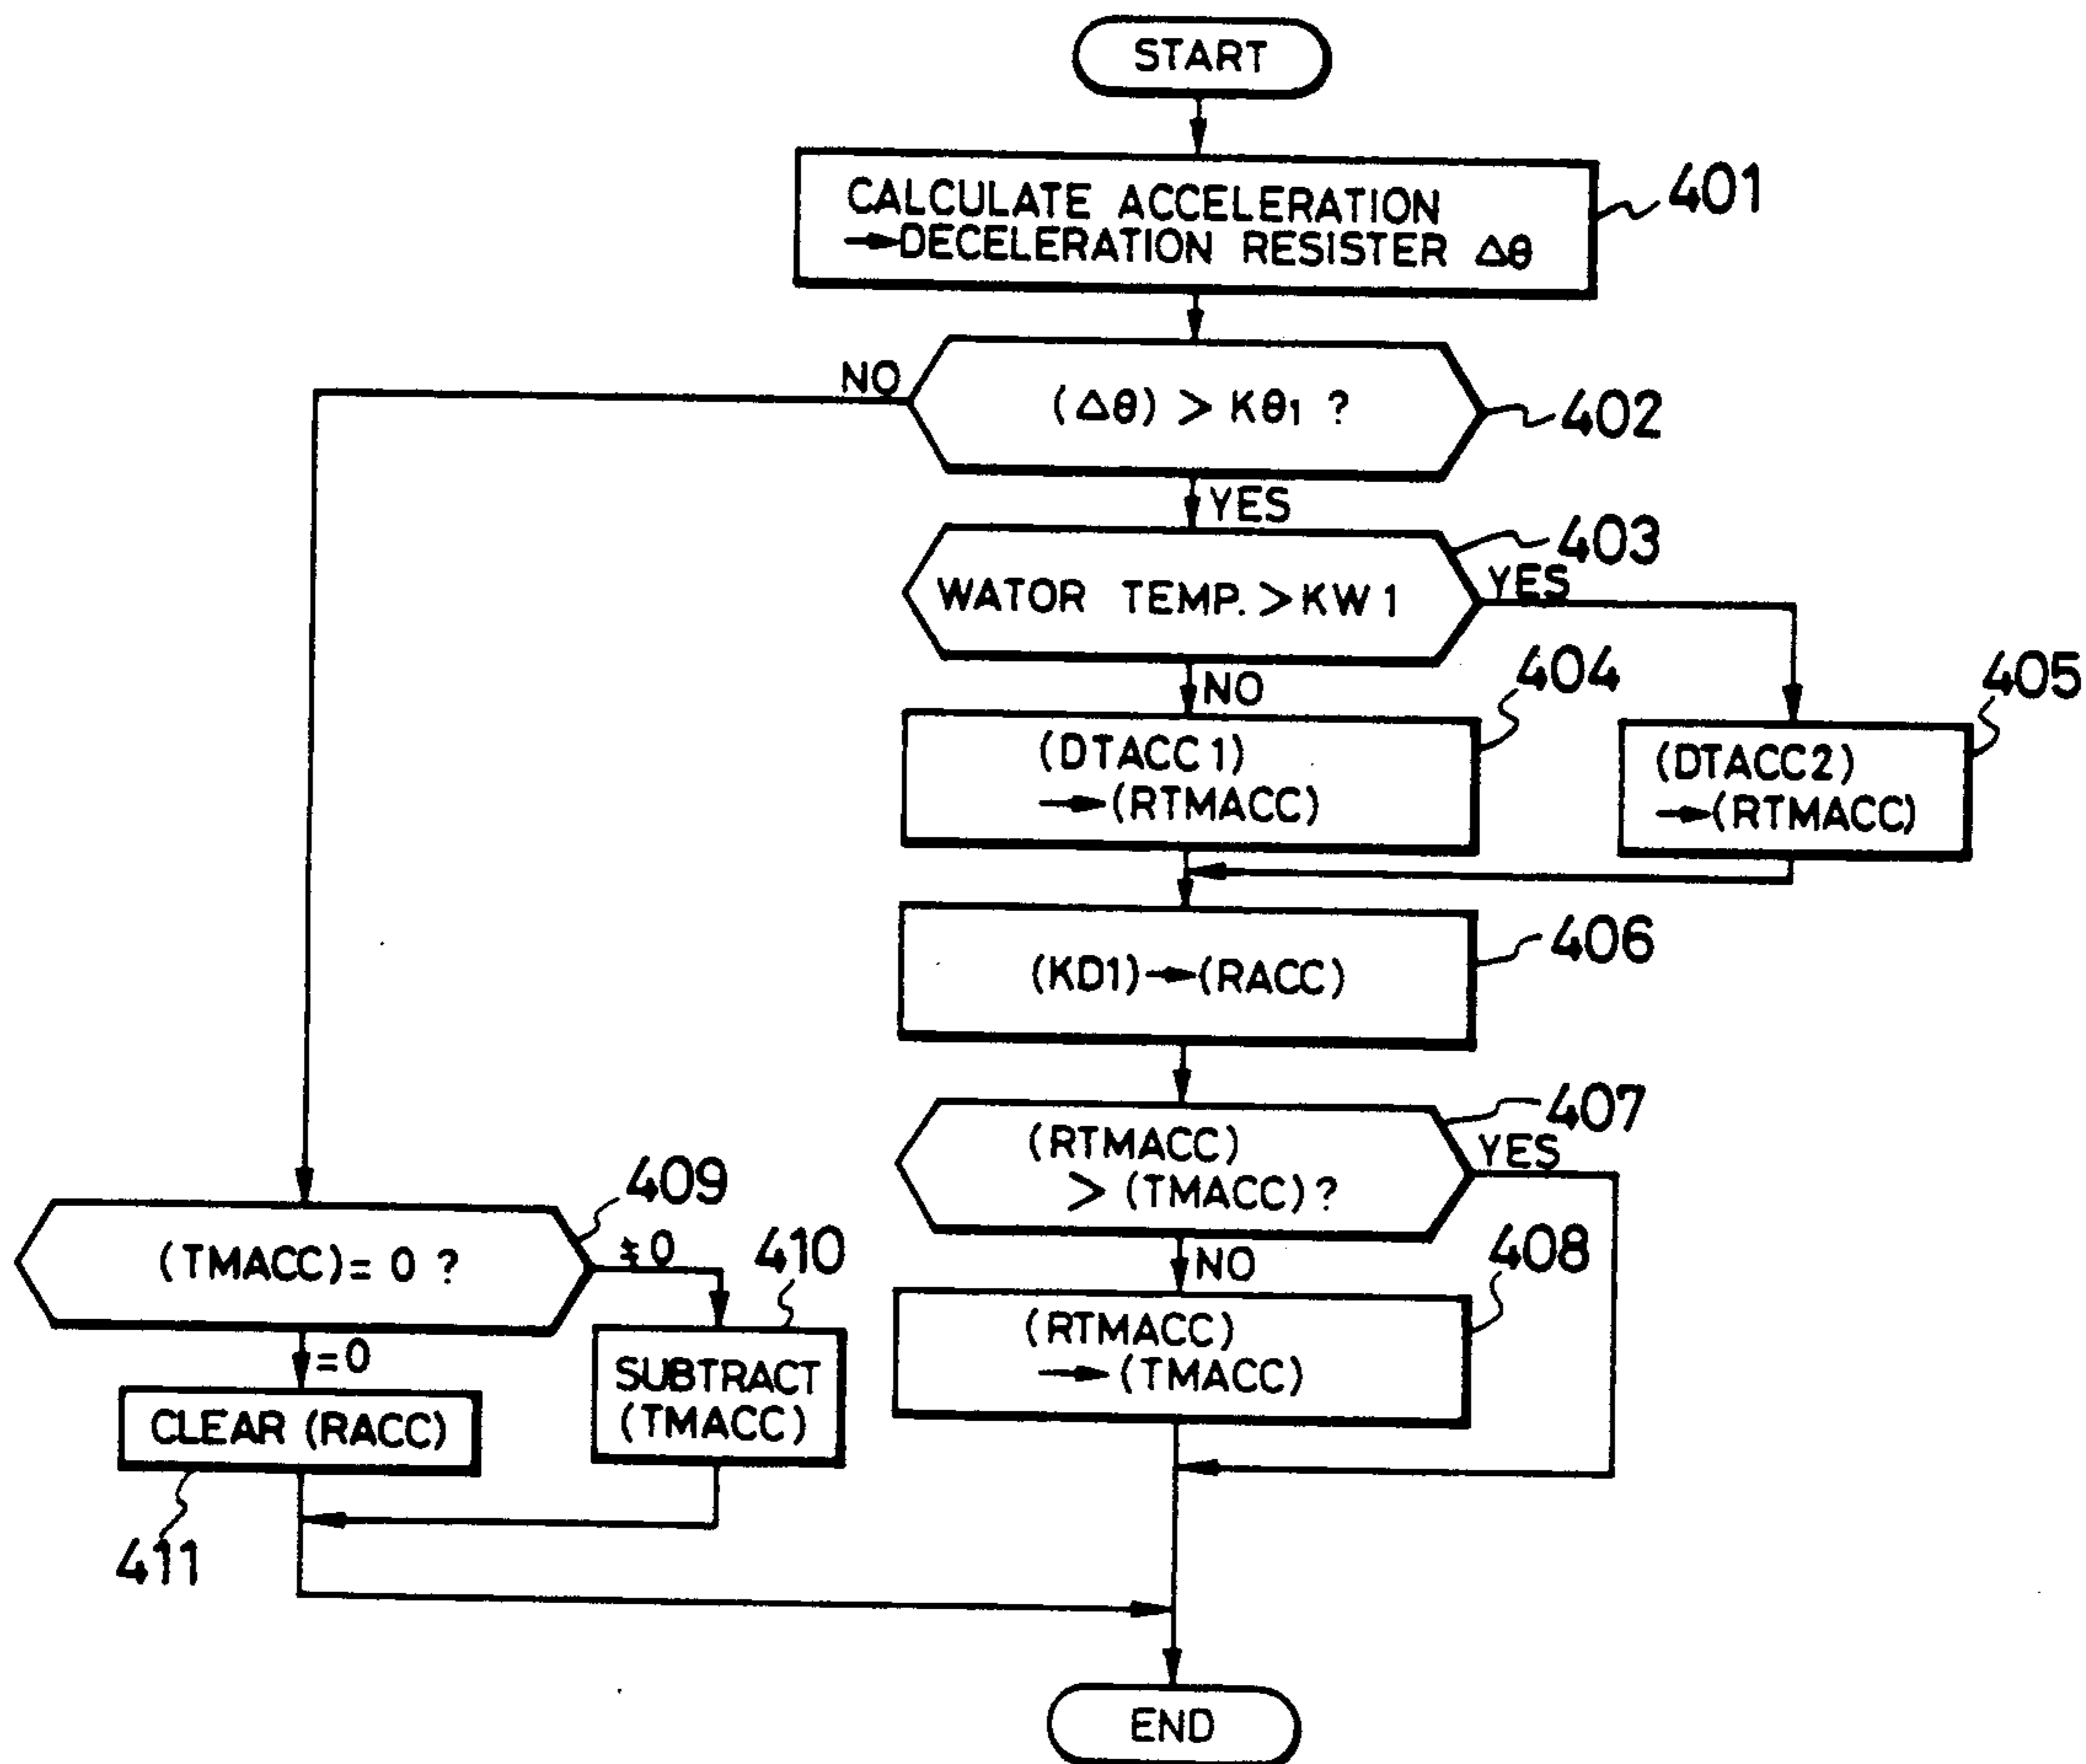 START
CALCULATE ACCELERATION
→DECELERATION RESISTER Δθ
401
NO
(Δθ) > Kθ1 ?
402
YES
403
WATOR TEMP. > KW1
YES
NO
404
405
(DTACC1)
→(RTMACC)
(DTACC2)
→(RTMACC)
406
(KD1)→(RACC)
407
(RTMACC)
> (TMACC)?
YES
409
(TMACC)= 0 ?
≠0
410
NO
408
(RTMACC)
→(TMACC)
=0
SUBTRACT
(TMACC)
CLEAR (RACC)
411
END